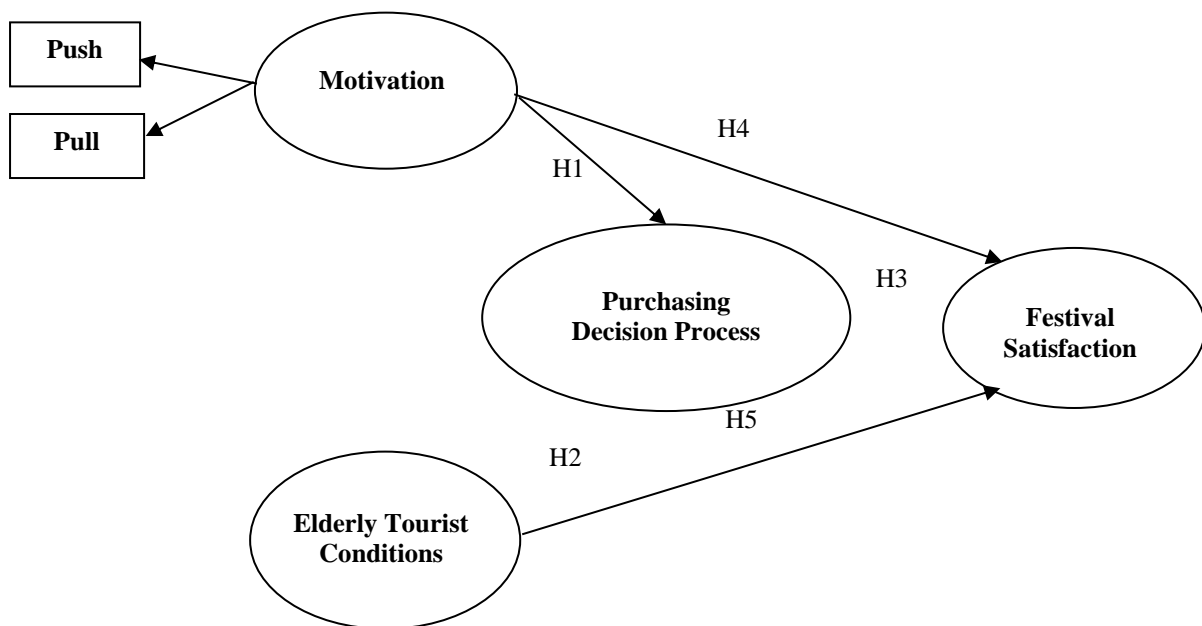 Push
Motivation
Pull
H4
H1
H3
Purchasing
Decision Process
Festival
Satisfaction
H5
H2
Elderly Tourist
Conditions